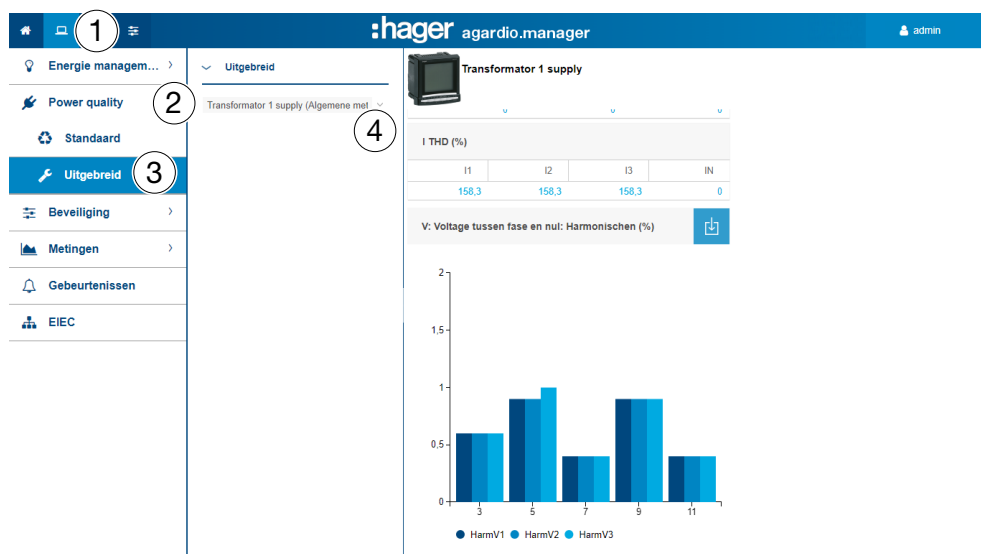 1
:hager agardio.manager
admin
Energie managem...
Power quality
2
Standaard
Uitgebreid
3
Beveiliging
Metingen
Gebeurtenissen
EIEC
Uitgebreid
Transformator 1 supply (Algemene met
4
Transformator 1 supply
I THD (%)
I1 I2 I3 IN
158,3 158,3 158,3 0
V: Voltage tussen fase en nul: Harmonischen (%)
2
1,5
1
0,5
0
3 5 7 9 11
HarmV1 HarmV2 HarmV3